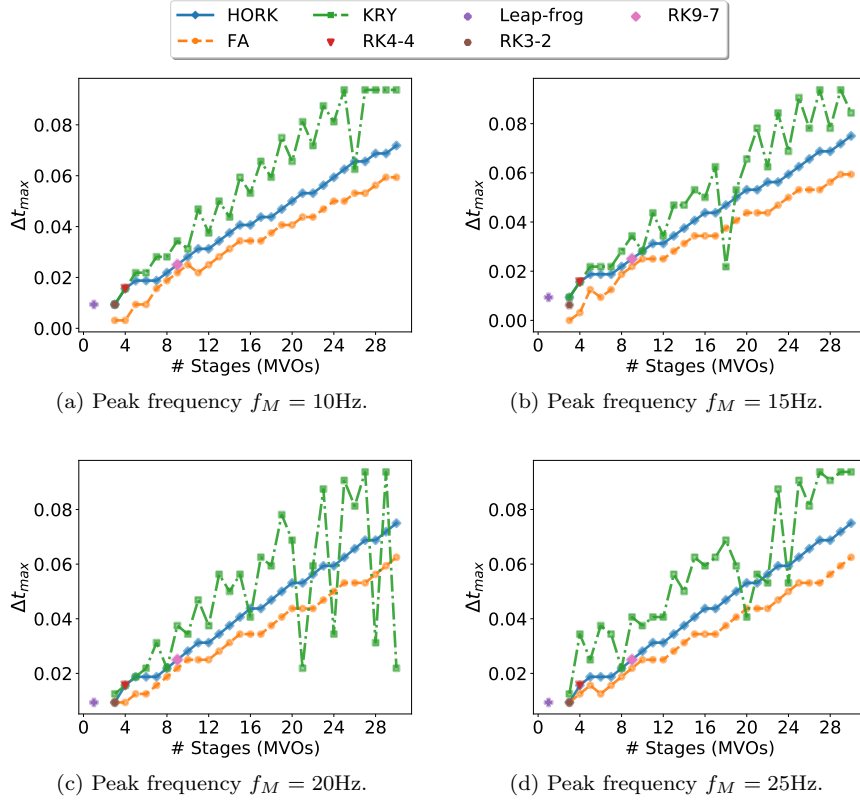 HORK KRY Leap-frog RK9-7
FA RK4-4 RK3-2
Δt_max
0.08
0.06
0.04
0.02
0.00
0 4 8 12 16 20 24 28
# Stages (MVOs)
(a) Peak frequency f_M = 10Hz.
Δt_max
0.08
0.06
0.04
0.02
0.00
0 4 8 12 16 20 24 28
# Stages (MVOs)
(b) Peak frequency f_M = 15Hz.
Δt_max
0.08
0.06
0.04
0.02
0 4 8 12 16 20 24 28
# Stages (MVOs)
(c) Peak frequency f_M = 20Hz.
Δt_max
0.08
0.06
0.04
0.02
0 4 8 12 16 20 24 28
# Stages (MVOs)
(d) Peak frequency f_M = 25Hz.